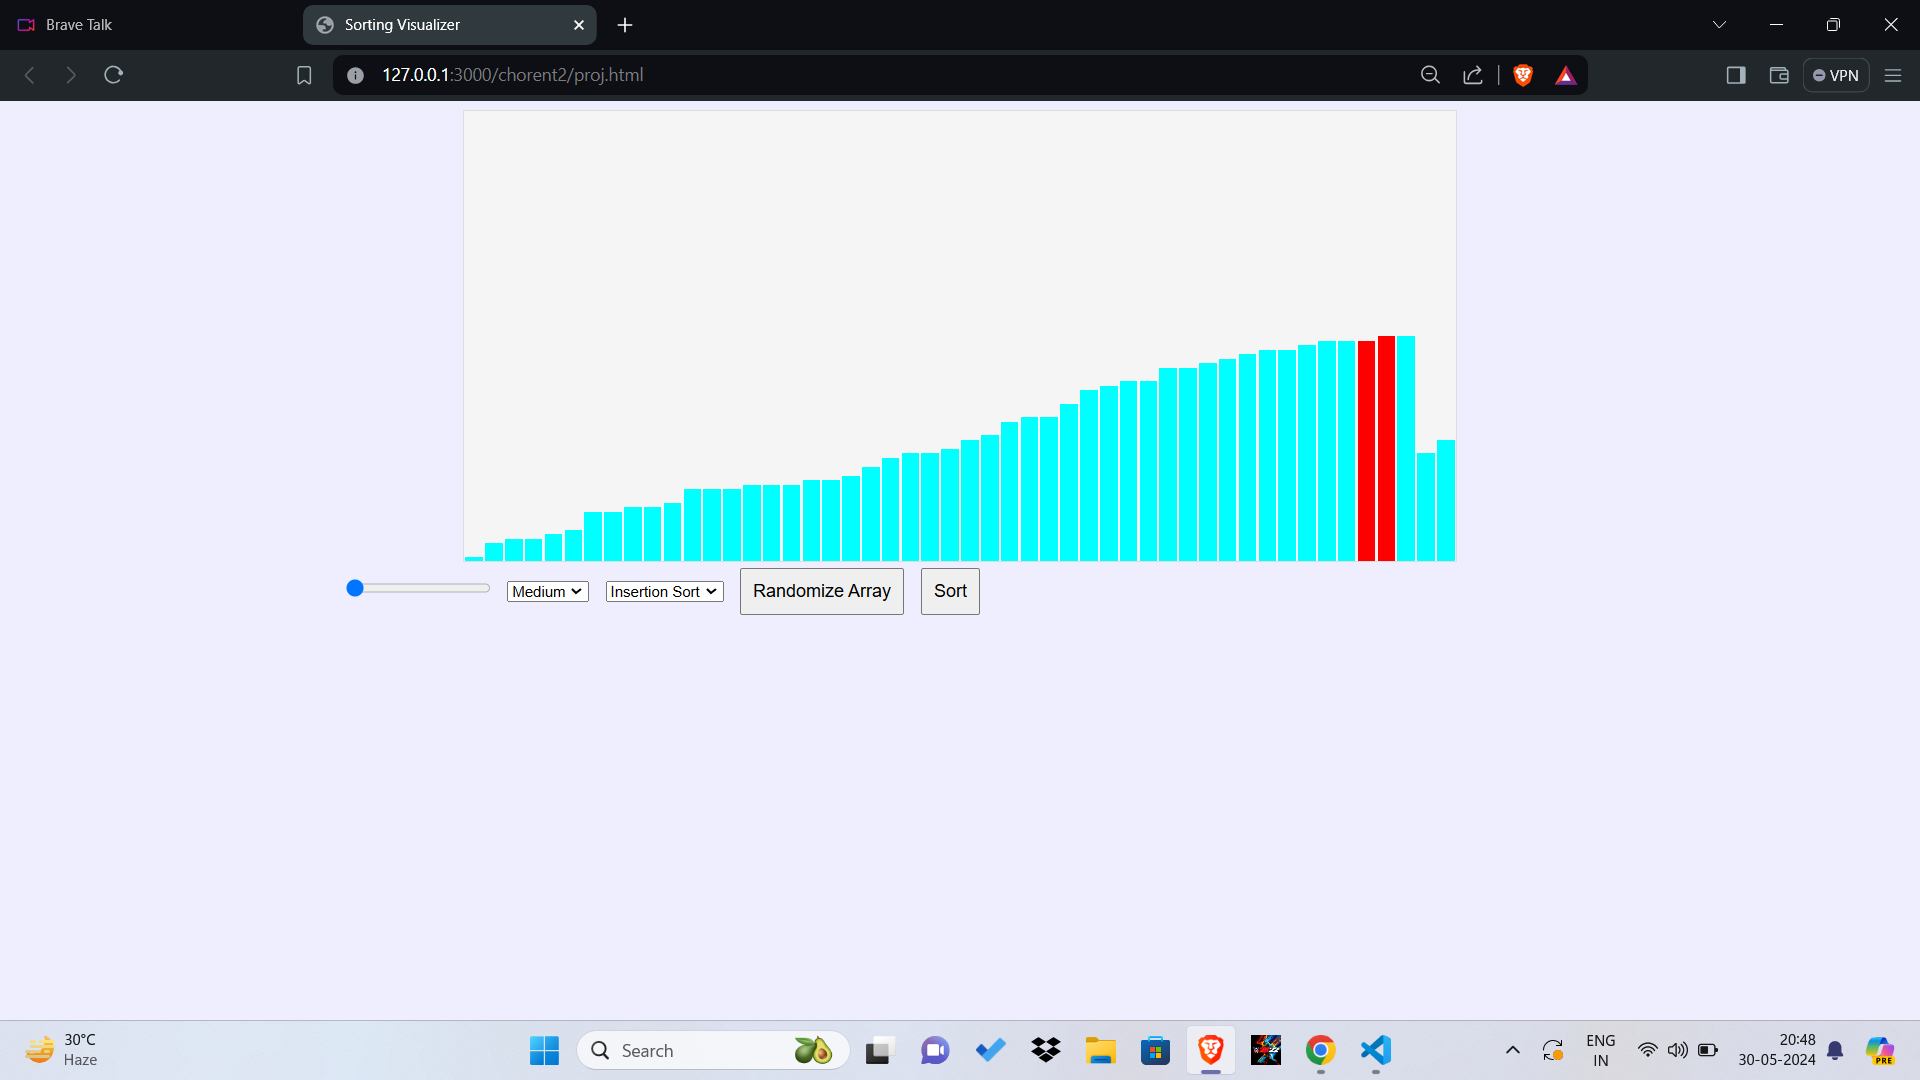 Brave Talk
Sorting Visualizer
127.0.0.1:3000/chorent2/proj.html
VPN
Medium
Insertion Sort
Randomize Array
Sort
30°C
Haze
Search
PRE
ENG
IN
20:48
30-05-2024